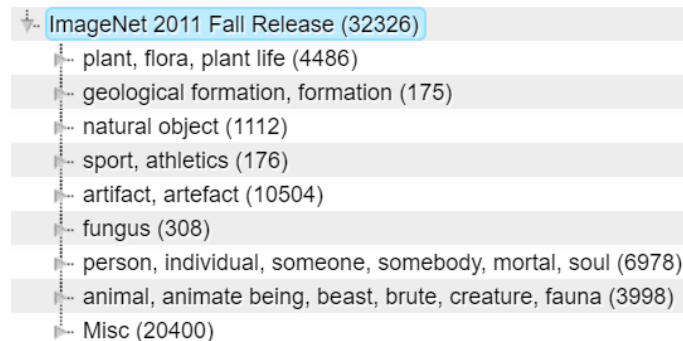 ImageNet 2011 Fall Release (32326)
plant, flora, plant life (4486)
geological formation, formation (175)
natural object (1112)
sport, athletics (176)
artifact, artefact (10504)
fungus (308)
person, individual, someone, somebody, mortal, soul (6978)
animal, animate being, beast, brute, creature, fauna (3998)
Misc (20400)